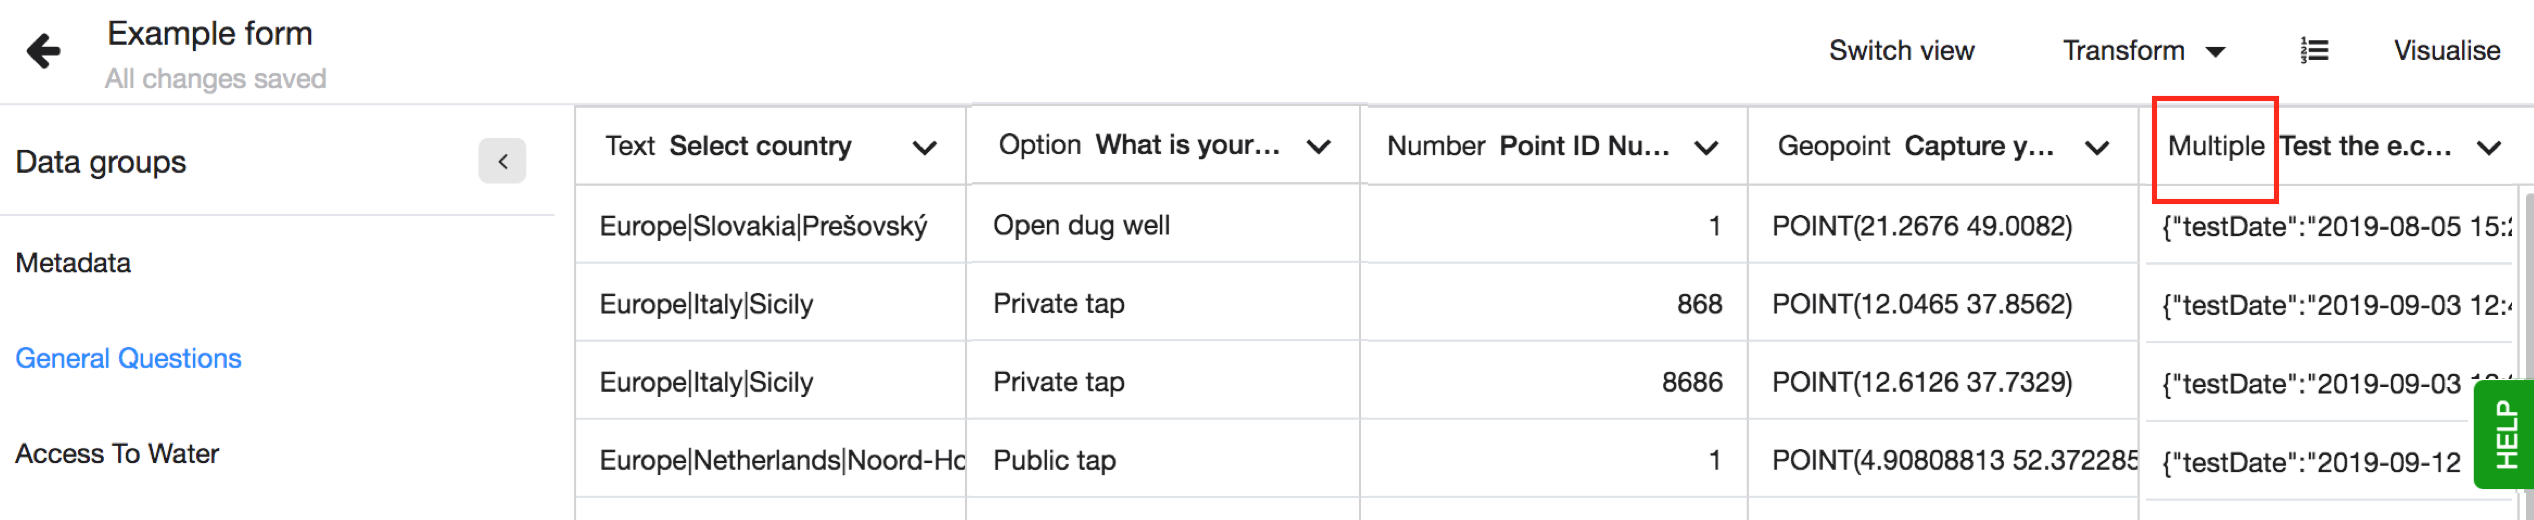 Example form
All changes saved
Switch view
Transform
Visualise
Data groups
Metadata
General Questions
Access To Water
Text Select country
Option What is your...
Number Point ID Nu...
Geopoint Capture y...
Multiple Test the e.c...
Europe|Slovakia|Prešovský
Open dug well
1
POINT(21.2676 49.0082)
{"testDate":"2019-08-05 15:2
Europe|Italy|Sicily
Private tap
868
POINT(12.0465 37.8562)
{"testDate":"2019-09-03 12:4
Europe|Italy|Sicily
Private tap
8686
POINT(12.6126 37.7329)
{"testDate":"2019-09-03
Europe|Netherlands|Noord-Ho
Public tap
1
POINT(4.90808813 52.372285
{"testDate":"2019-09-12
HELP